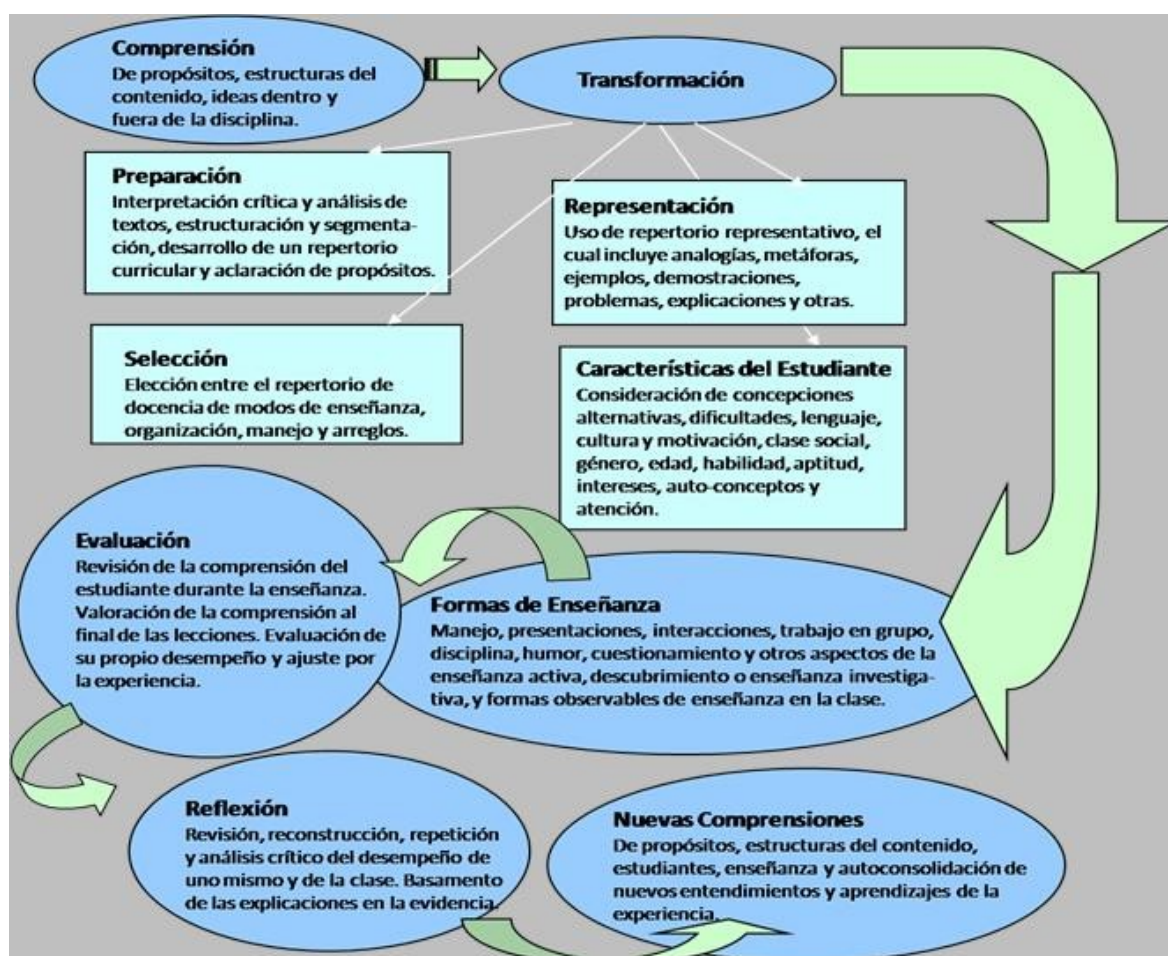 Comprensión
De propósitos, estructuras del
contenido, ideas dentro y
fuera de la disciplina.
Transformación
Preparación
Interpretación crítica y análisis de
textos, estructuración y segmenta-
ción, desarrollo de un repertorio
curricular y aclaración de propósitos.
Representación
Uso de repertorio representativo, el
cual incluye analogías, metáforas,
ejemplos, demostraciones,
problemas, explicaciones y otras.
Selección
Elección entre el repertorio de
docencia de modos de enseñanza,
organización, manejo y arreglos.
Características del Estudiante
Consideración de concepciones
alternativas, dificultades, lenguaje,
cultura y motivación, clase social,
género, edad, habilidad, aptitud,
intereses, auto-conceptos y
atención.
Evaluación
Revisión de la comprensión del
estudiante durante la enseñanza.
Valoración de la comprensión al
final de las lecciones. Evaluación de
su propio desempeño y ajuste por
la experiencia.
Formas de Enseñanza
Manejo, presentaciones, interacciones, trabajo en grupo,
disciplina, humor, cuestionamiento y otros aspectos de la
enseñanza activa, descubrimiento o enseñanza investiga-
tiva, y formas observables de enseñanza en la clase.
Reflexión
Revisión, reconstrucción, repetición
y análisis crítico del desempeño de
uno mismo y de la clase. Basamento
de las explicaciones en la evidencia.
Nuevas Comprensiones
De propósitos, estructuras del contenido,
estudiantes, enseñanza y autoconsolidación de
nuevos entendimientos y aprendizajes de la
experiencia.